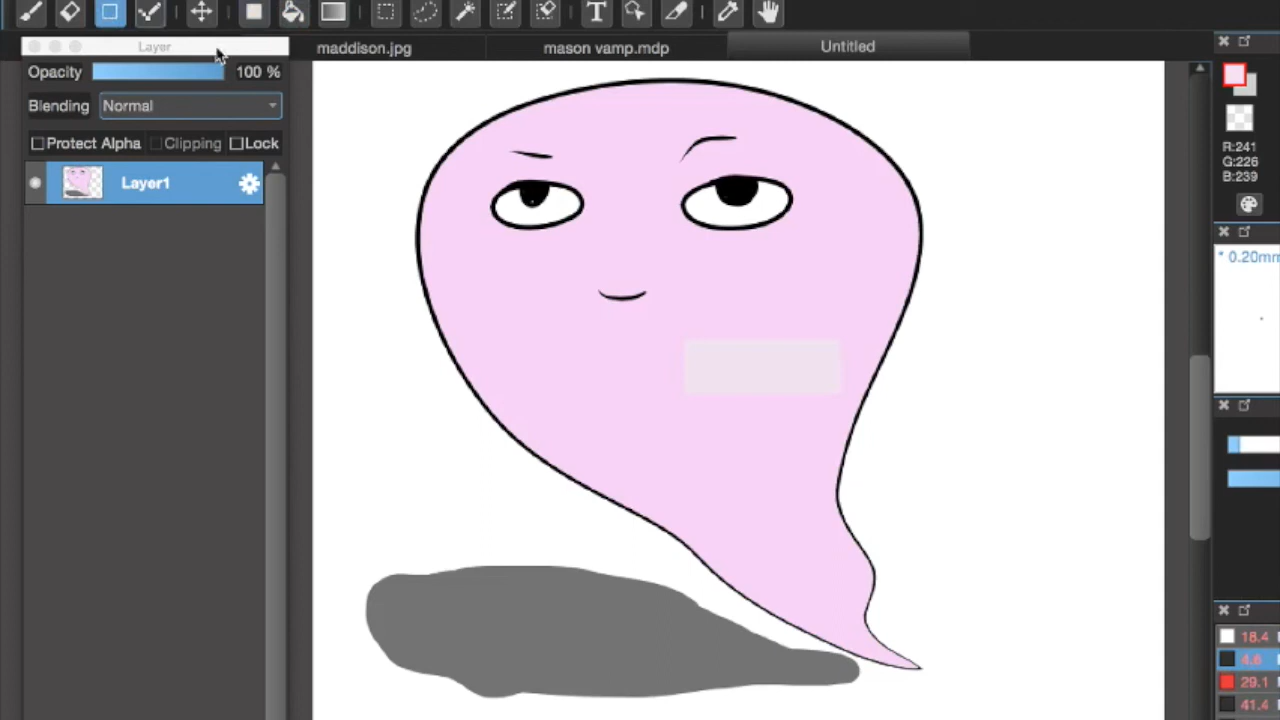 Layer
maddison.jpg
mason vamp.mdp
Untitled
Opacity
100 %
Blending
Normal
Protect Alpha
Clipping
Lock
Layer1
R:241
G:226
B:239
* 0.20mm
18.4
4.6
29.1
41.4